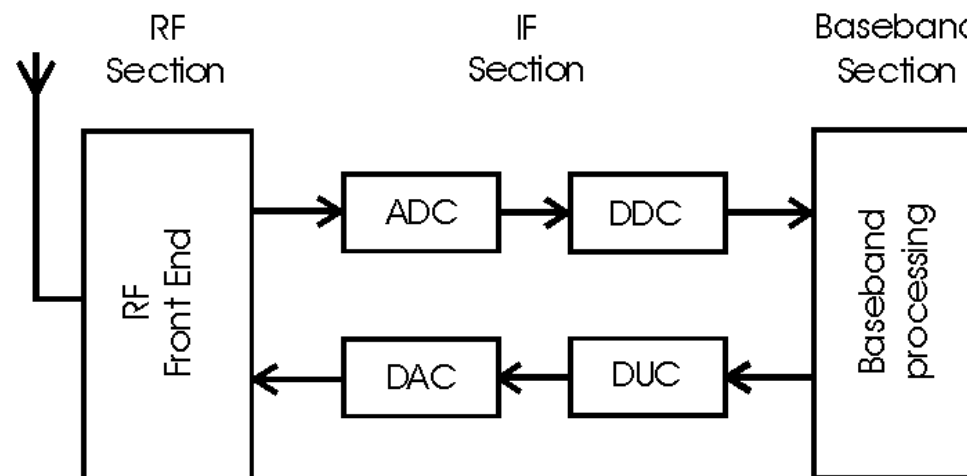 RF
Section
IF
Section
Baseband
Section
RF
Front End
ADC
DDC
DAC
DUC
Baseband
processing